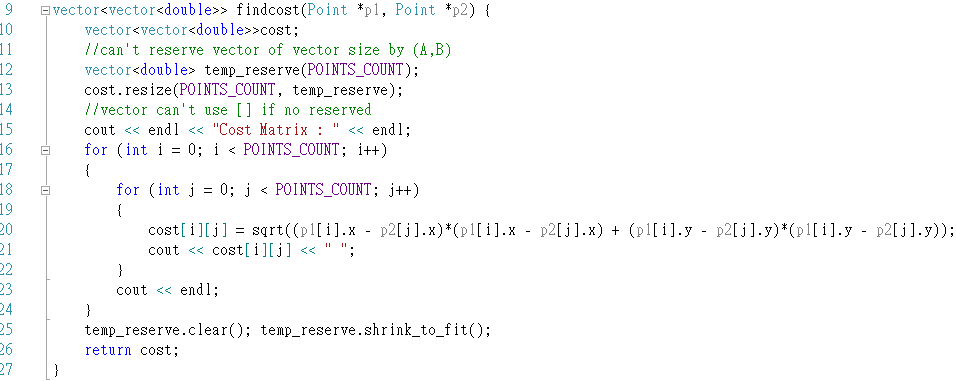 9 vector<vector<double>> findcost(Point *p1, Point *p2) {
10 vector<vector<double>>cost;
11 //can't reserve vector of vector size by (A,B)
12 vector<double> temp_reserve(POINTS_COUNT);
13 cost.resize(POINTS_COUNT, temp_reserve);
14 //vector can't use [] if no reserved
15 cout << endl << "Cost Matrix : " << endl;
16 for (int i = 0; i < POINTS_COUNT; i++)
17 {
18 for (int j = 0; j < POINTS_COUNT; j++)
19 {
20 cost[i][j] = sqrt((p1[i].x - p2[j].x)*(p1[i].x - p2[j].x) + (p1[i].y - p2[j].y)*(p1[i].y - p2[j].y));
21 cout << cost[i][j] << " ";
22 }
23 cout << endl;
24 }
25 temp_reserve.clear(); temp_reserve.shrink_to_fit();
26 return cost;
27 }